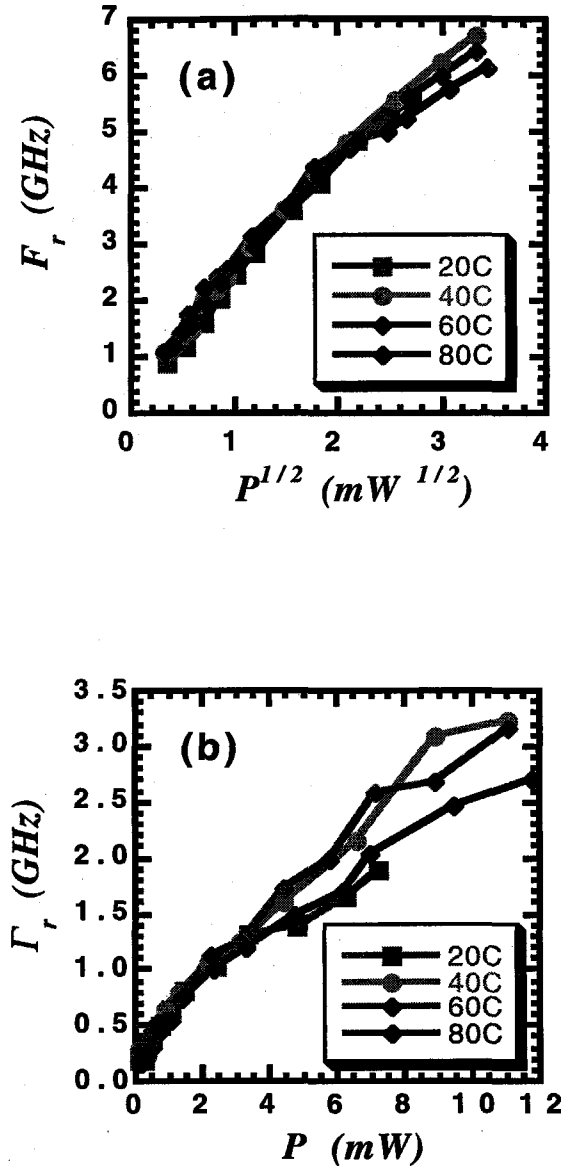 7
6
5
4
3
2
1
0
F_r (GHz)
(a)
20C
40C
60C
80C
0 1 2 3 4
P^{1/2} (mW^{1/2})
3.5
3.0
2.5
2.0
1.5
1.0
0.5
0.0
Γ_r (GHz)
(b)
20C
40C
60C
80C
0 2 4 6 8 10 12
P (mW)